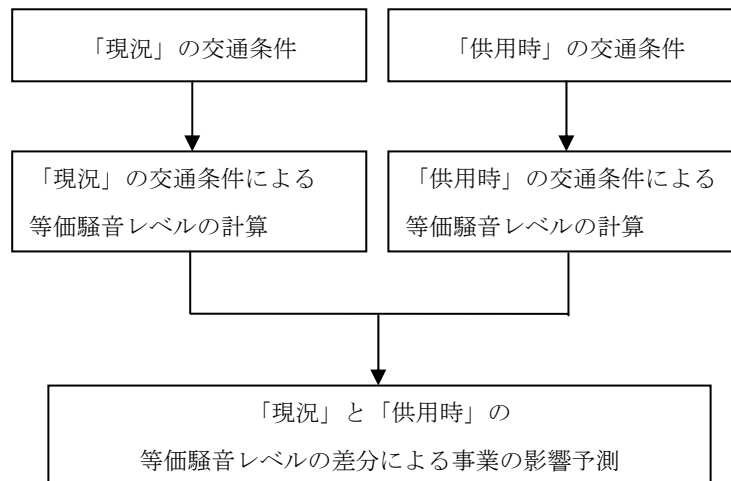 「現況」の交通条件
「供用時」の交通条件
「現況」の交通条件による
等価騒音レベルの計算
「供用時」の交通条件による
等価騒音レベルの計算
「現況」と「供用時」の
等価騒音レベルの差分による事業の影響予測